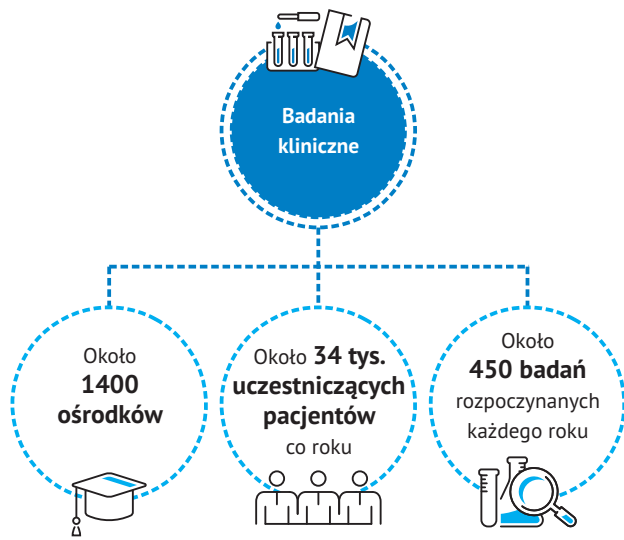 Badania
kliniczne
Około
1400
ośrodków
Około 34 tys.
uczestniczących
pacjentów
co roku
Około
450 badań
rozpoczynanych
każdego roku